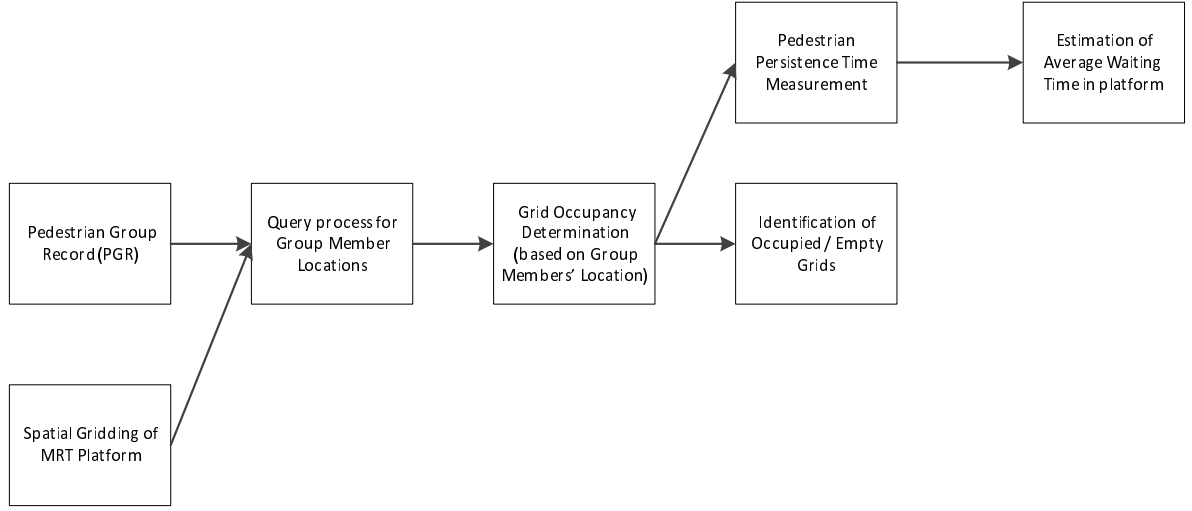 Pedestrian
Persistence Time
Measurement
Estimation of
Average Waiting
Time in platform
Pedestrian Group
Record (PGR)
Query process for
Group Member
Locations
Grid Occupancy
Determination
(based on Group
Members' Location)
Identification of
Occupied / Empty
Grids
Spatial Gridding of
MRT Platform